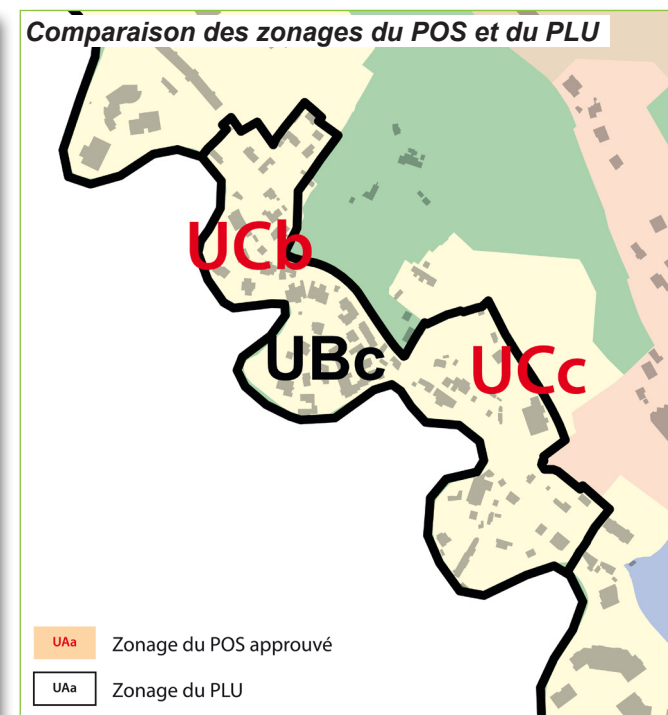 Comparaison des zonages du POS et du PLU
UCb
UBc
UCc
UAa Zonage du POS approuvé
UAa Zonage du PLU